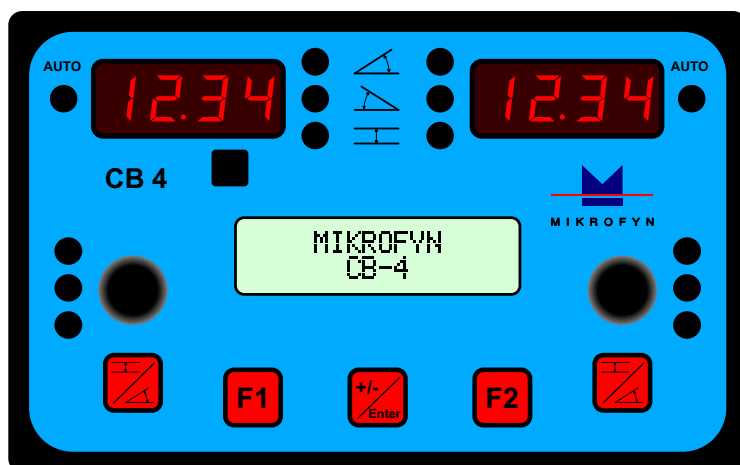 AUTO
12.34
12.34
AUTO
CB 4
MIKROFYN
MIKROFYN
CB-4
F1
+/-
Enter
F2